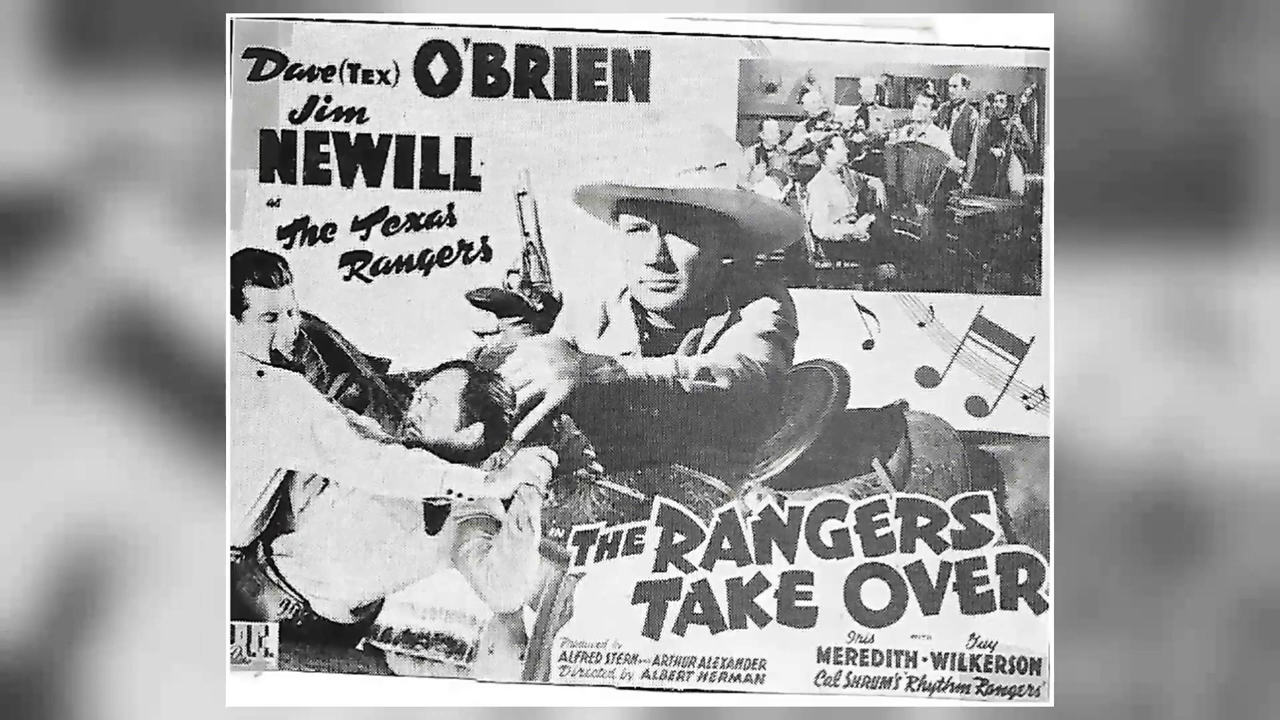 Dave (TEX) O'BRIEN
Jim
NEWILL
as
The Texas
Rangers
IN
THE RANGERS
TAKE OVER
Produced by
ALFRED STERN and ARTHUR ALEXANDER
Directed by ALBERT HERMAN
Iris WITH Guy
MEREDITH · WILKERSON
Cal SHRUM'S 'Rhythm Rangers'